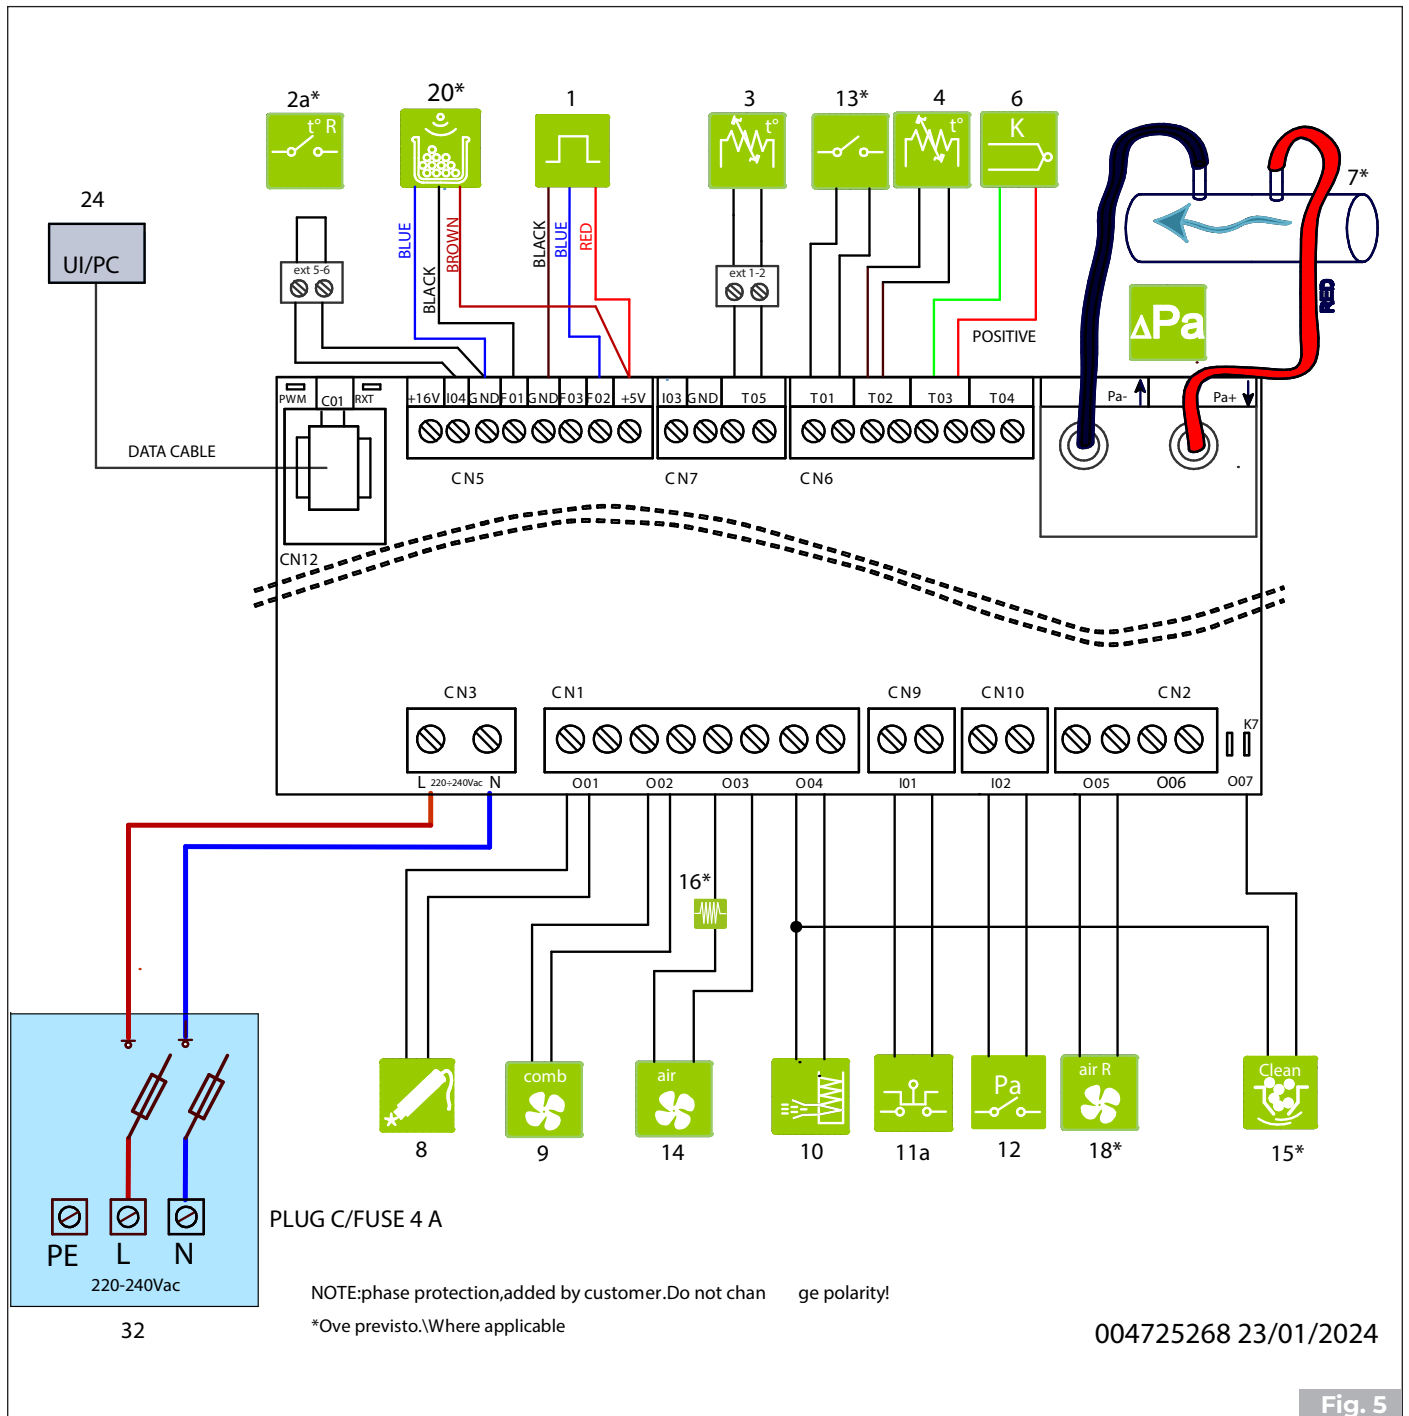 2a*
20*
1
3
13*
4
6
7*
t° R
t°
t°
K
24
UI/PC
BLUE
BLACK
BROWN
BLACK
BLUE
RED
ext 5-6
ext 1-2
RED
ΔPa
POSITIVE
PWM
C01
RXT
+16V
I04
GND
F01
GND
F03
F02
+5V
I03
GND
T05
T01
T02
T03
T04
Pa-
Pa+
DATA CABLE
CN5
CN7
CN6
CN12
CN3
CN1
CN9
CN10
CN2
K7
L
220÷240Vac
N
O01
O02
O03
O04
I01
I02
O05
O06
O07
16*
comb
air
Pa
air R
Clean
8
9
14
10
11a
12
18*
15*
PLUG C/FUSE 4 A
PE
L
N
220-240Vac
32
NOTE:phase protection,added by customer.Do not chan ge polarity!
*Ove previsto.\Where applicable
004725268 23/01/2024
Fig. 5